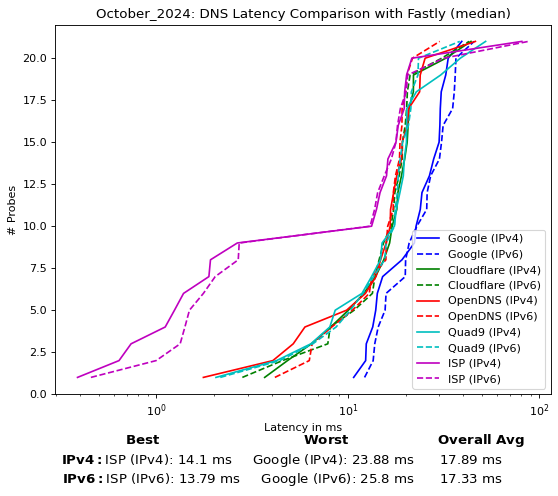 October_2024: DNS Latency Comparison with Fastly (median)
# Probes
20.0
17.5
15.0
12.5
10.0
7.5
5.0
2.5
0.0
Google (IPv4)
Google (IPv6)
Cloudflare (IPv4)
Cloudflare (IPv6)
OpenDNS (IPv4)
OpenDNS (IPv6)
Quad9 (IPv4)
Quad9 (IPv6)
ISP (IPv4)
ISP (IPv6)
10⁰ 10¹ 10²
Latency in ms
Best Worst Overall Avg
IPv4: ISP (IPv4): 14.1 ms Google (IPv4): 23.88 ms 17.89 ms
IPv6: ISP (IPv6): 13.79 ms Google (IPv6): 25.8 ms 17.33 ms